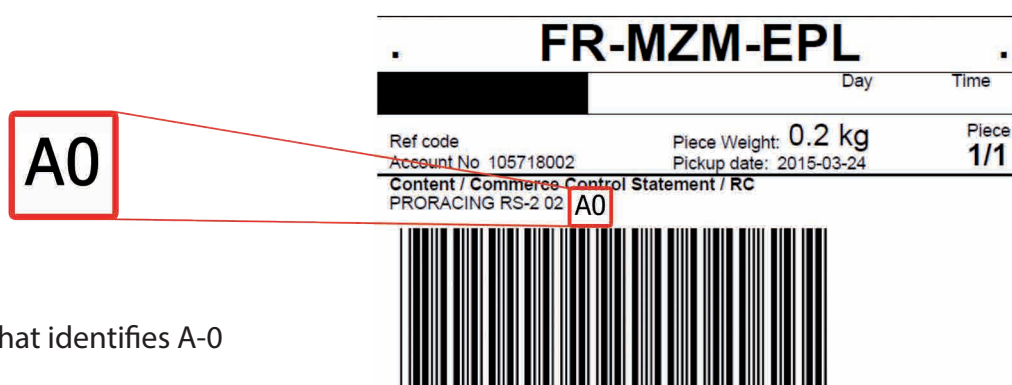 . FR-MZM-EPL .
Day Time
A0
Ref code Piece Weight: 0.2 kg Piece
Account No 105718002 Pickup date: 2015-03-24 1/1
Content / Commerce Control Statement / RC
PRORACING RS-2 02 A0
hat identifies A-0